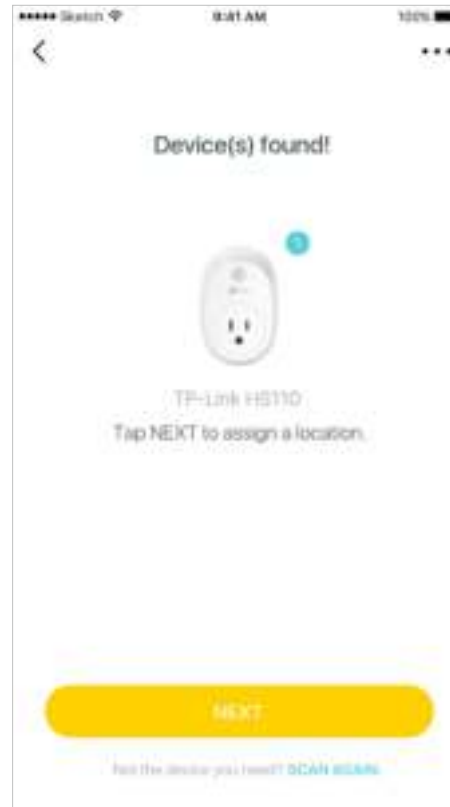 Sketch 9:41 AM 100%
Device(s) found!
TP-Link HS110
Tap NEXT to assign a location.
NEXT
Not the device you need? SCAN AGAIN